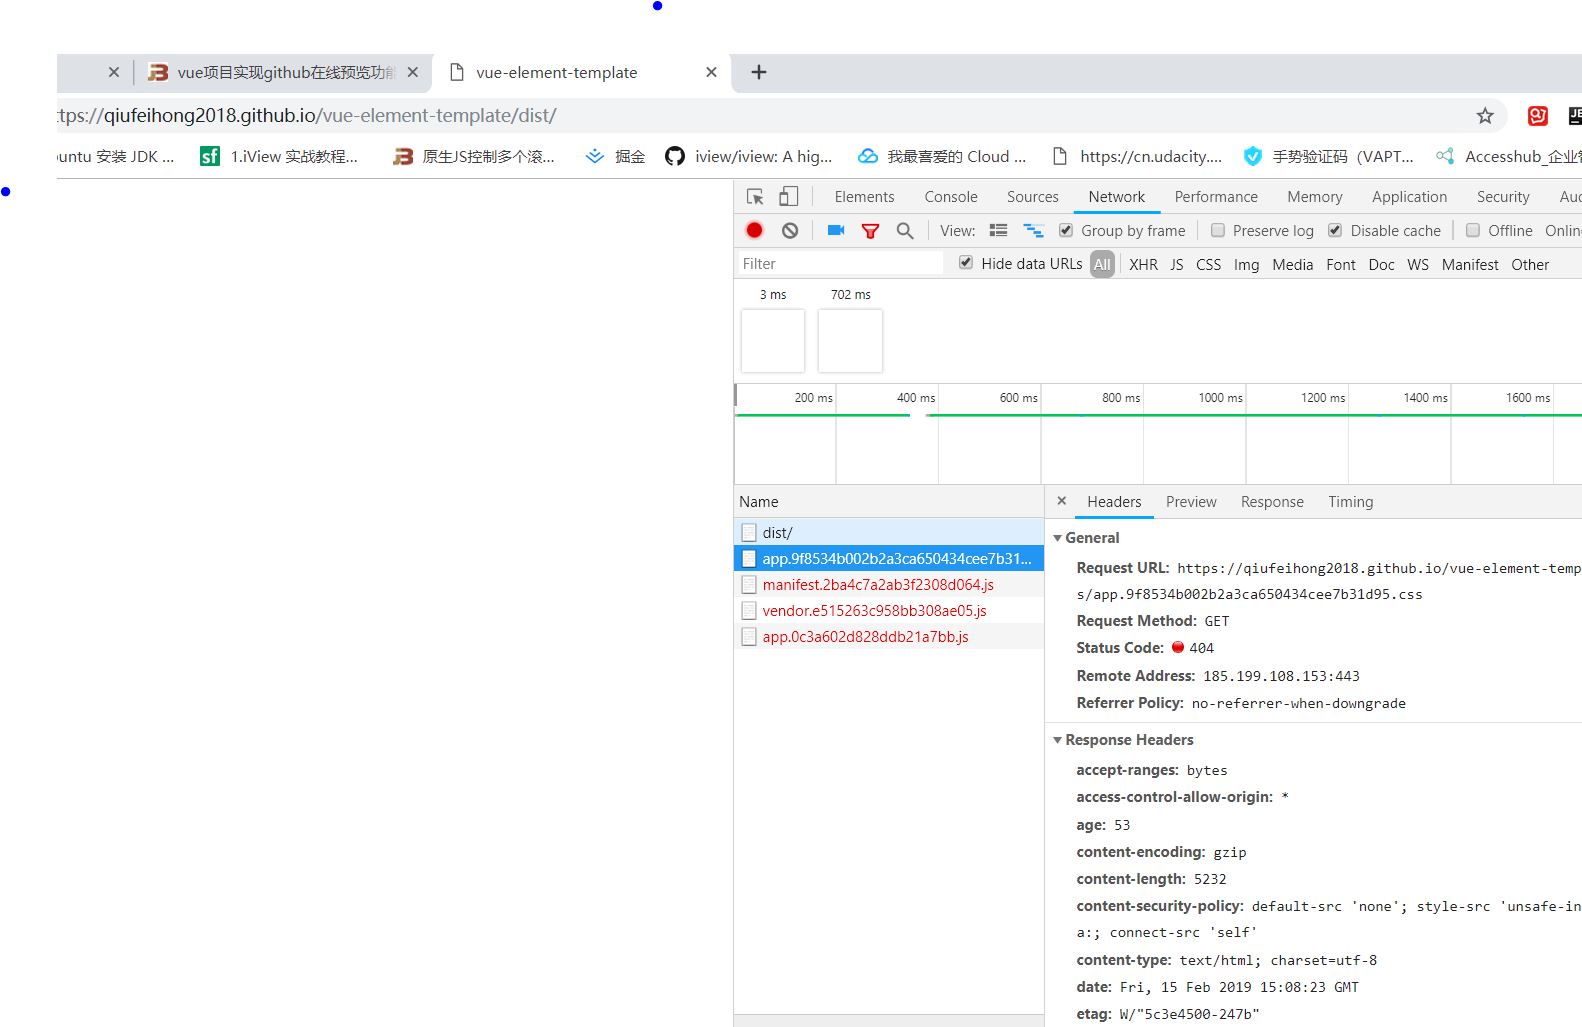 vue项目实现github在线预览功能
vue-element-template
ttps://qiufeihong2018.github.io/vue-element-template/dist/
buntu 安装 JDK ...
sf 1.iView 实战教程...
原生JS控制多个滚...
掘金
iview/iview: A hig...
我最喜爱的 Cloud ...
https://cn.udacity....
手势验证码（VAPT...
Accesshub_企业
Elements Console Sources Network Performance Memory Application Security Auc
View: Group by frame Preserve log Disable cache Offline Onlin
Filter Hide data URLs All XHR JS CSS Img Media Font Doc WS Manifest Other
3 ms 702 ms
200 ms 400 ms 600 ms 800 ms 1000 ms 1200 ms 1400 ms 1600 ms
Name
dist/
app.9f8534b002b2a3ca650434cee7b31...
manifest.2ba4c7a2ab3f2308d064.js
vendor.e515263c958bb308ae05.js
app.0c3a602d828ddb21a7bb.js
Headers Preview Response Timing
General
Request URL: https://qiufeihong2018.github.io/vue-element-temp
s/app.9f8534b002b2a3ca650434cee7b31d95.css
Request Method: GET
Status Code: 404
Remote Address: 185.199.108.153:443
Referrer Policy: no-referrer-when-downgrade
Response Headers
accept-ranges: bytes
access-control-allow-origin: *
age: 53
content-encoding: gzip
content-length: 5232
content-security-policy: default-src 'none'; style-src 'unsafe-in
a:; connect-src 'self'
content-type: text/html; charset=utf-8
date: Fri, 15 Feb 2019 15:08:23 GMT
etag: W/"5c3e4500-247b"